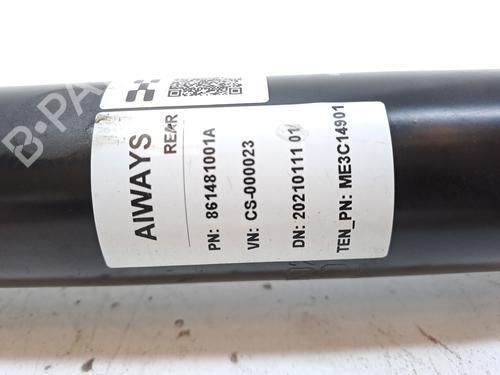 AIWAYS
REAR
PN: 861481001A
VN: CS-000023
DN: 20210111 01
TEN_PN: ME3C14901
B-PA